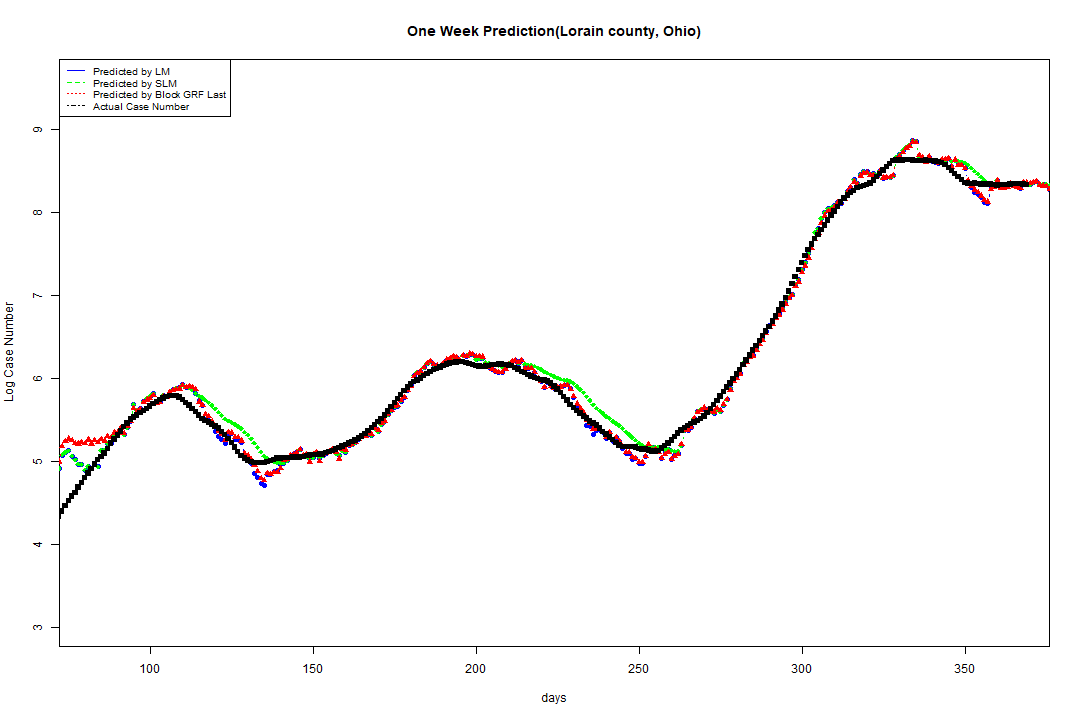 One Week Prediction(Lorain county, Ohio)
Predicted by LM
Predicted by SLM
Predicted by Block GRF Last
Actual Case Number
9
8
7
6
5
4
3
Log Case Number
100 150 200 250 300 350
days